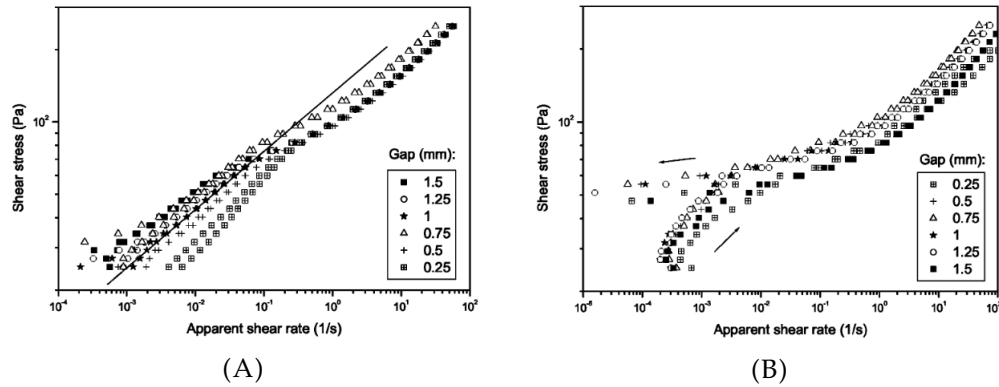 Shear stress (Pa)
10²
10⁻⁴ 10⁻³ 10⁻² 10⁻¹ 10⁰ 10¹ 10²
Apparent shear rate (1/s)
Gap (mm):
1.5
1.25
1
0.75
0.5
0.25
(A)
Shear stress (Pa)
10²
10⁻⁵ 10⁻⁴ 10⁻³ 10⁻² 10⁻¹ 10⁰ 10¹
Apparent shear rate (1/s)
Gap (mm):
0.25
0.5
0.75
1
1.25
1.5
(B)